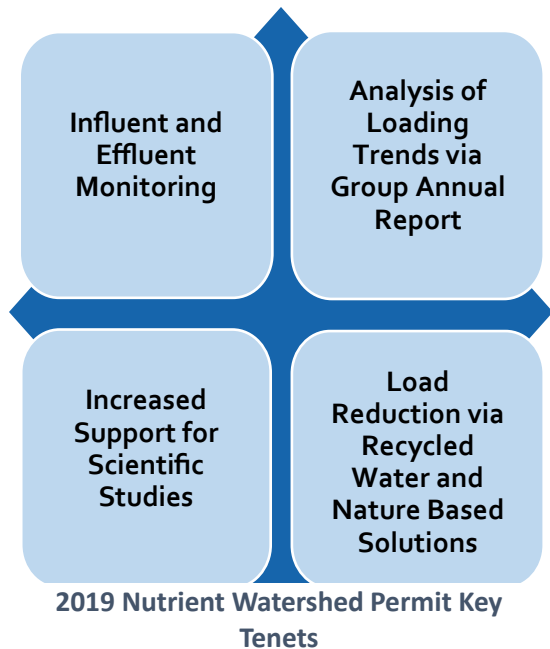 Influent and
Effluent
Monitoring
Analysis of
Loading
Trends via
Group Annual
Report
Increased
Support for
Scientific
Studies
Load
Reduction via
Recycled
Water and
Nature Based
Solutions
2019 Nutrient Watershed Permit Key
Tenets